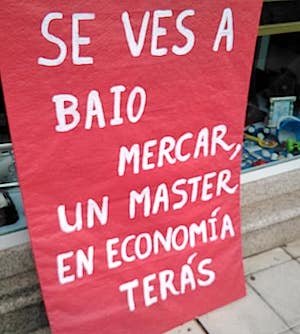 SE VES A
BAIO
MERCAR,
UN MASTER
EN ECONOMÍA
TERÁS